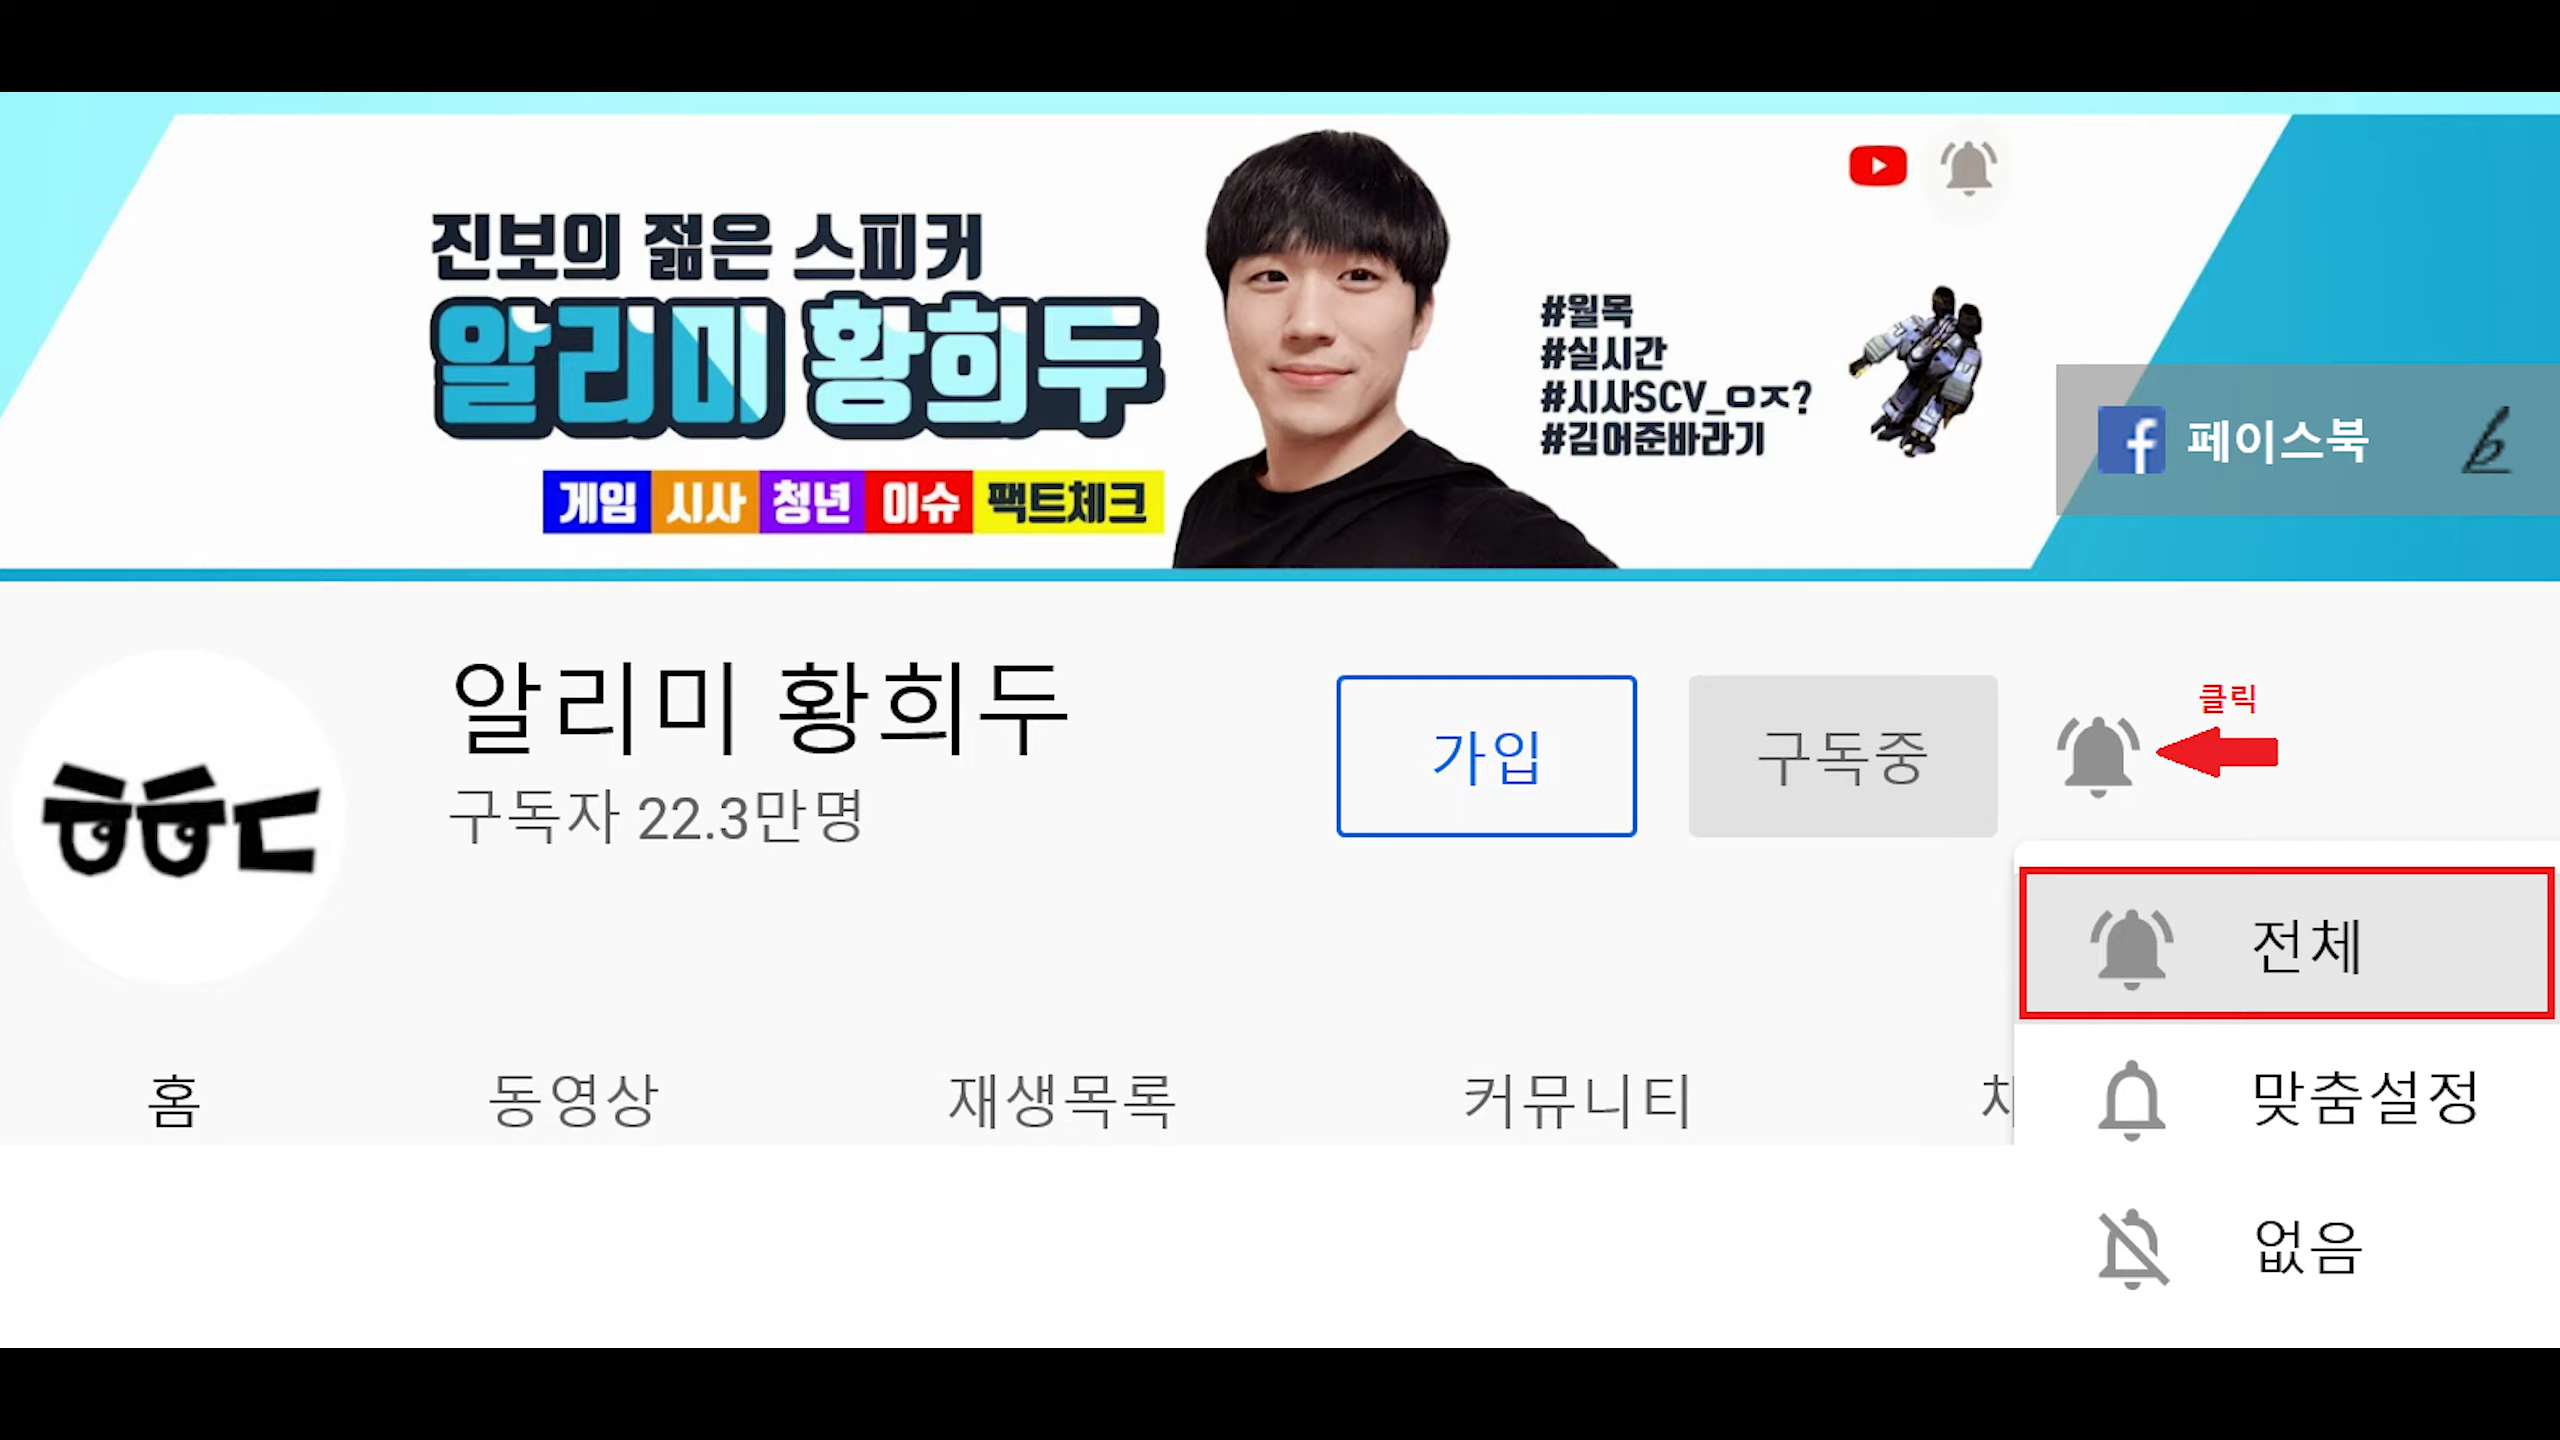 진보의 젊은 스피커
알리미 황희두
게임 시사 청년 이슈 팩트체크
#월목
#실시간
#시사SCV_ㅇㅈ?
#김어준바라기
페이스북
ㅎㅎㄷ
알리미 황희두
구독자 22.3만명
가입
구독중
클릭
전체
맞춤설정
없음
홈 동영상 재생목록 커뮤니티